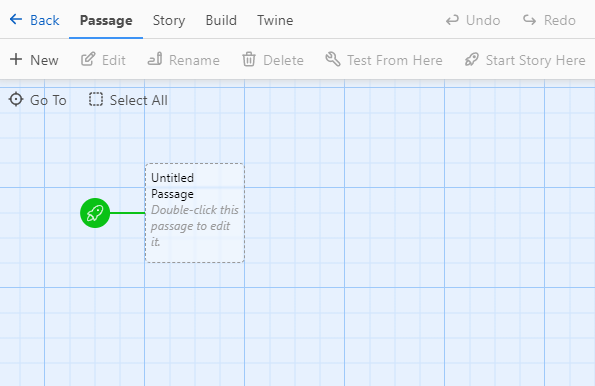 Back Passage Story Build Twine Undo Redo
New Edit Rename Delete Test From Here Start Story Here
Go To Select All
Untitled
Passage
Double-click this
passage to edit
it.